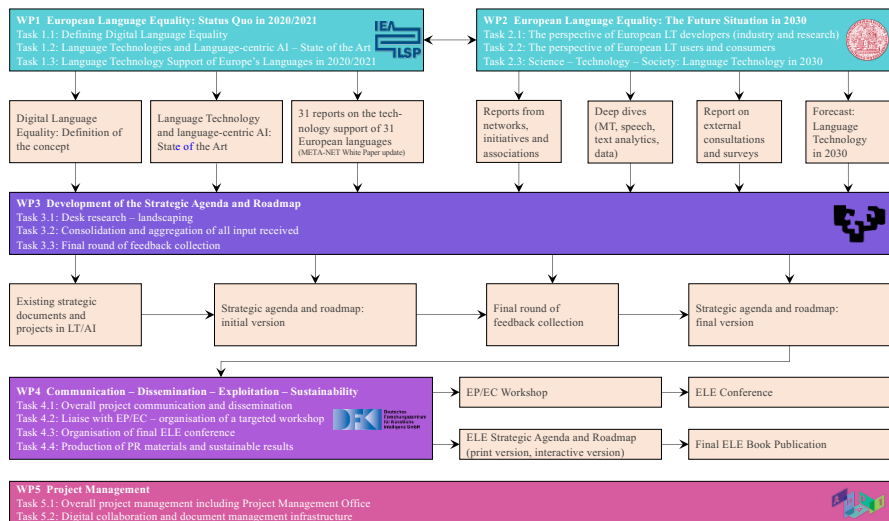 WP1 European Language Equality: Status Quo in 2020/2021
Task 1.1: Defining Digital Language Equality
Task 1.2: Language Technologies and Language-centric AI – State of the Art
Task 1.3: Language Technology Support of Europe's Languages in 2020/2021
IEA
ILSP
WP2 European Language Equality: The Future Situation in 2030
Task 2.1: The perspective of European LT developers (industry and research)
Task 2.2: The perspective of European LT users and consumers
Task 2.3: Science – Technology – Society: Language Technology in 2030
Digital Language
Equality: Definition of
the concept
Language Technology
and language-centric AI:
State of the Art
31 reports on the tech-
nology support of 31
European languages
(META-NET White Paper update)
Reports from
networks,
initiatives and
associations
Deep dives
(MT, speech,
text analytics,
data)
Report on
external
consultations
and surveys
Forecast:
Language
Technology
in 2030
WP3 Development of the Strategic Agenda and Roadmap
Task 3.1: Desk research – landscaping
Task 3.2: Consolidation and aggregation of all input received
Task 3.3: Final round of feedback collection
Existing strategic
documents and
projects in LT/AI
Strategic agenda and roadmap:
initial version
Final round of
feedback collection
Strategic agenda and roadmap:
final version
WP4 Communication – Dissemination – Exploitation – Sustainability
Task 4.1: Overall project communication and dissemination
Task 4.2: Liaise with EP/EC – organisation of a targeted workshop
Task 4.3: Organisation of final ELE conference
Task 4.4: Production of PR materials and sustainable results
DFKI
Deutsches
Forschungszentrum
für Künstliche
Intelligenz GmbH
EP/EC Workshop
ELE Conference
ELE Strategic Agenda and Roadmap
(print version, interactive version)
Final ELE Book Publication
WP5 Project Management
Task 5.1: Overall project management including Project Management Office
Task 5.2: Digital collaboration and document management infrastructure